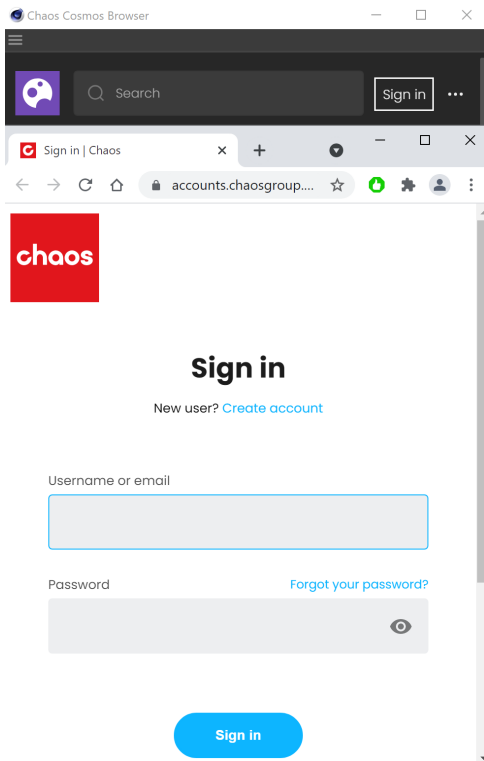 Chaos Cosmos Browser
Search
Sign in
Sign in | Chaos
accounts.chaosgroup....
chaos
Sign in
New user? Create account
Username or email
Password Forgot your password?
Sign in